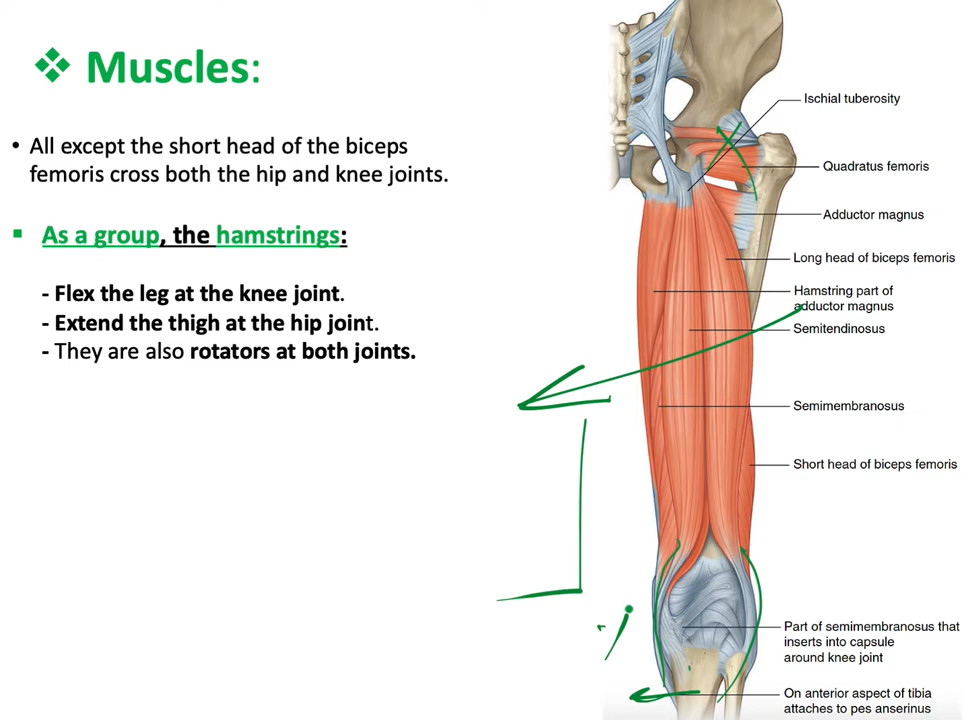 ❖ Muscles:
• All except the short head of the biceps
femoris cross both the hip and knee joints.
▪ As a group, the hamstrings:
- Flex the leg at the knee joint.
- Extend the thigh at the hip joint.
- They are also rotators at both joints.
Ischial tuberosity
Quadratus femoris
Adductor magnus
Long head of biceps femoris
Hamstring part of
adductor magnus
Semitendinosus
Semimembranosus
Short head of biceps femoris
Part of semimembranosus that
inserts into capsule
around knee joint
On anterior aspect of tibia
attaches to pes anserinus